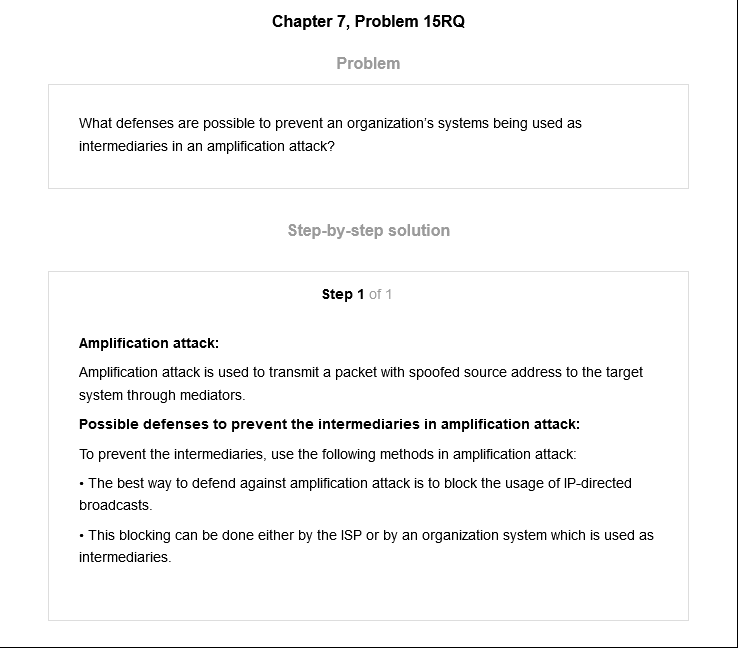 Chapter 7, Problem 15RQ
Problem
What defenses are possible to prevent an organization's systems being used as
intermediaries in an amplification attack?
Step-by-step solution
Step 1 of 1
Amplification attack:
Amplification attack is used to transmit a packet with spoofed source address to the target
system through mediators.
Possible defenses to prevent the intermediaries in amplification attack:
To prevent the intermediaries, use the following methods in amplification attack:
• The best way to defend against amplification attack is to block the usage of IP-directed
broadcasts.
• This blocking can be done either by the ISP or by an organization system which is used as
intermediaries.